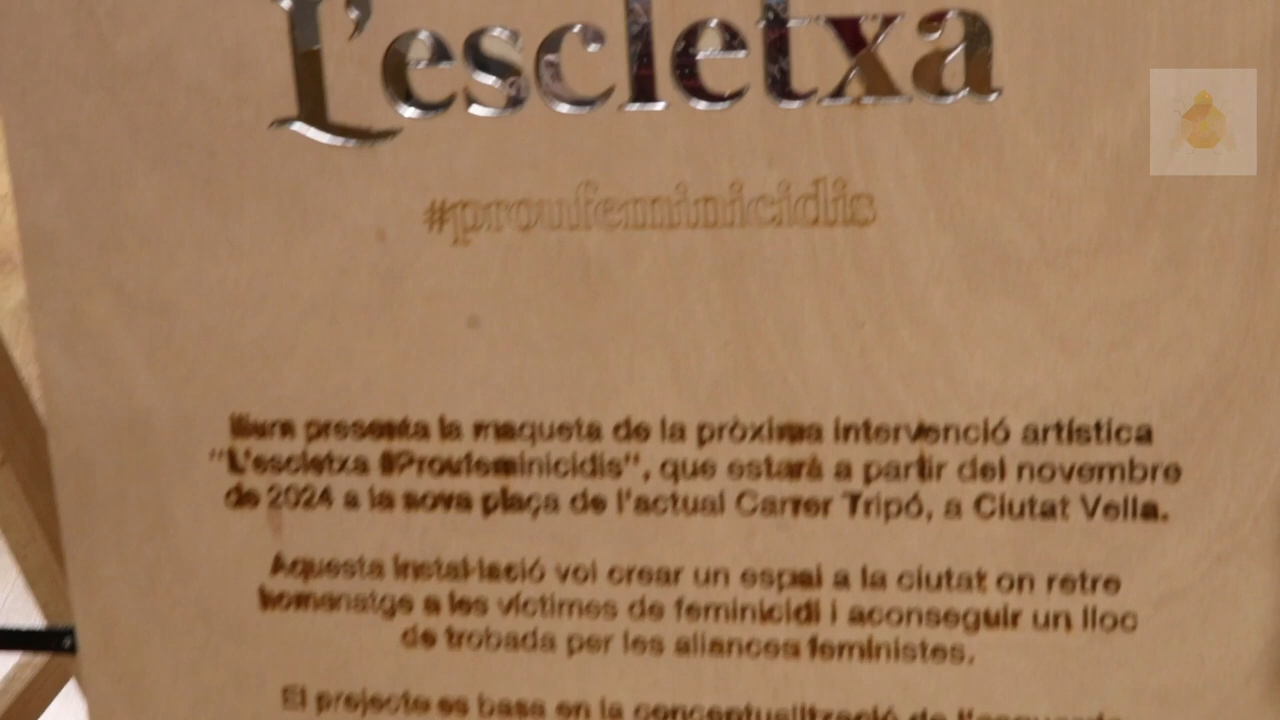 L'escletxa
#proufeminicidis
lliura presenta la maqueta de la pròxima intervenció artística
"L'escletxa #Proufeminicidis", que estarà a partir del novembre
de 2024 a la nova plaça de l'actual Carrer Tripó, a Ciutat Vella.
Aquesta instal·lació vol crear un espai a la ciutat on retre
homenatge a les víctimes de feminicidi i aconseguir un lloc
de trobada per les aliances feministes.
El projecte es basa en la conceptualització de